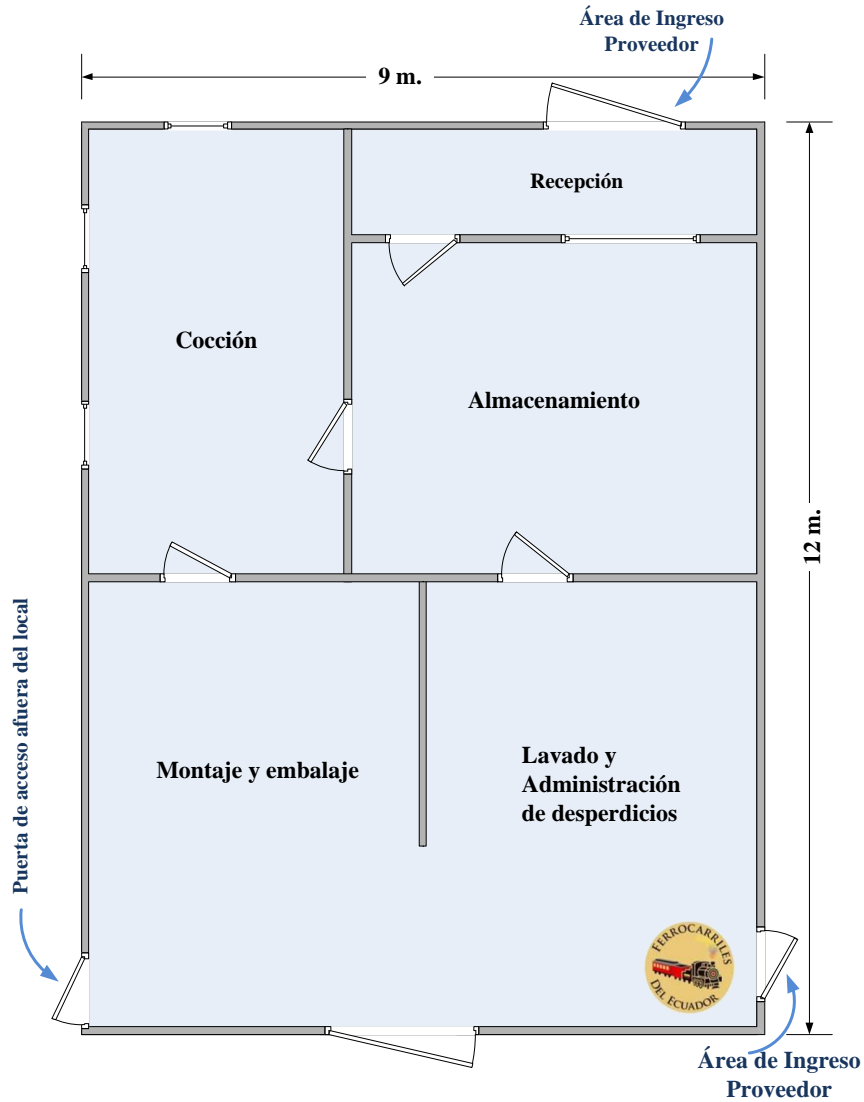 Área de Ingreso
Proveedor
9 m.
Recepción
Cocción
Almacenamiento
12 m.
Puerta de acceso afuera del local
Montaje y embalaje
Lavado y
Administración
de desperdicios
FERROCARRILES
DEL ECUADOR
Área de Ingreso
Proveedor